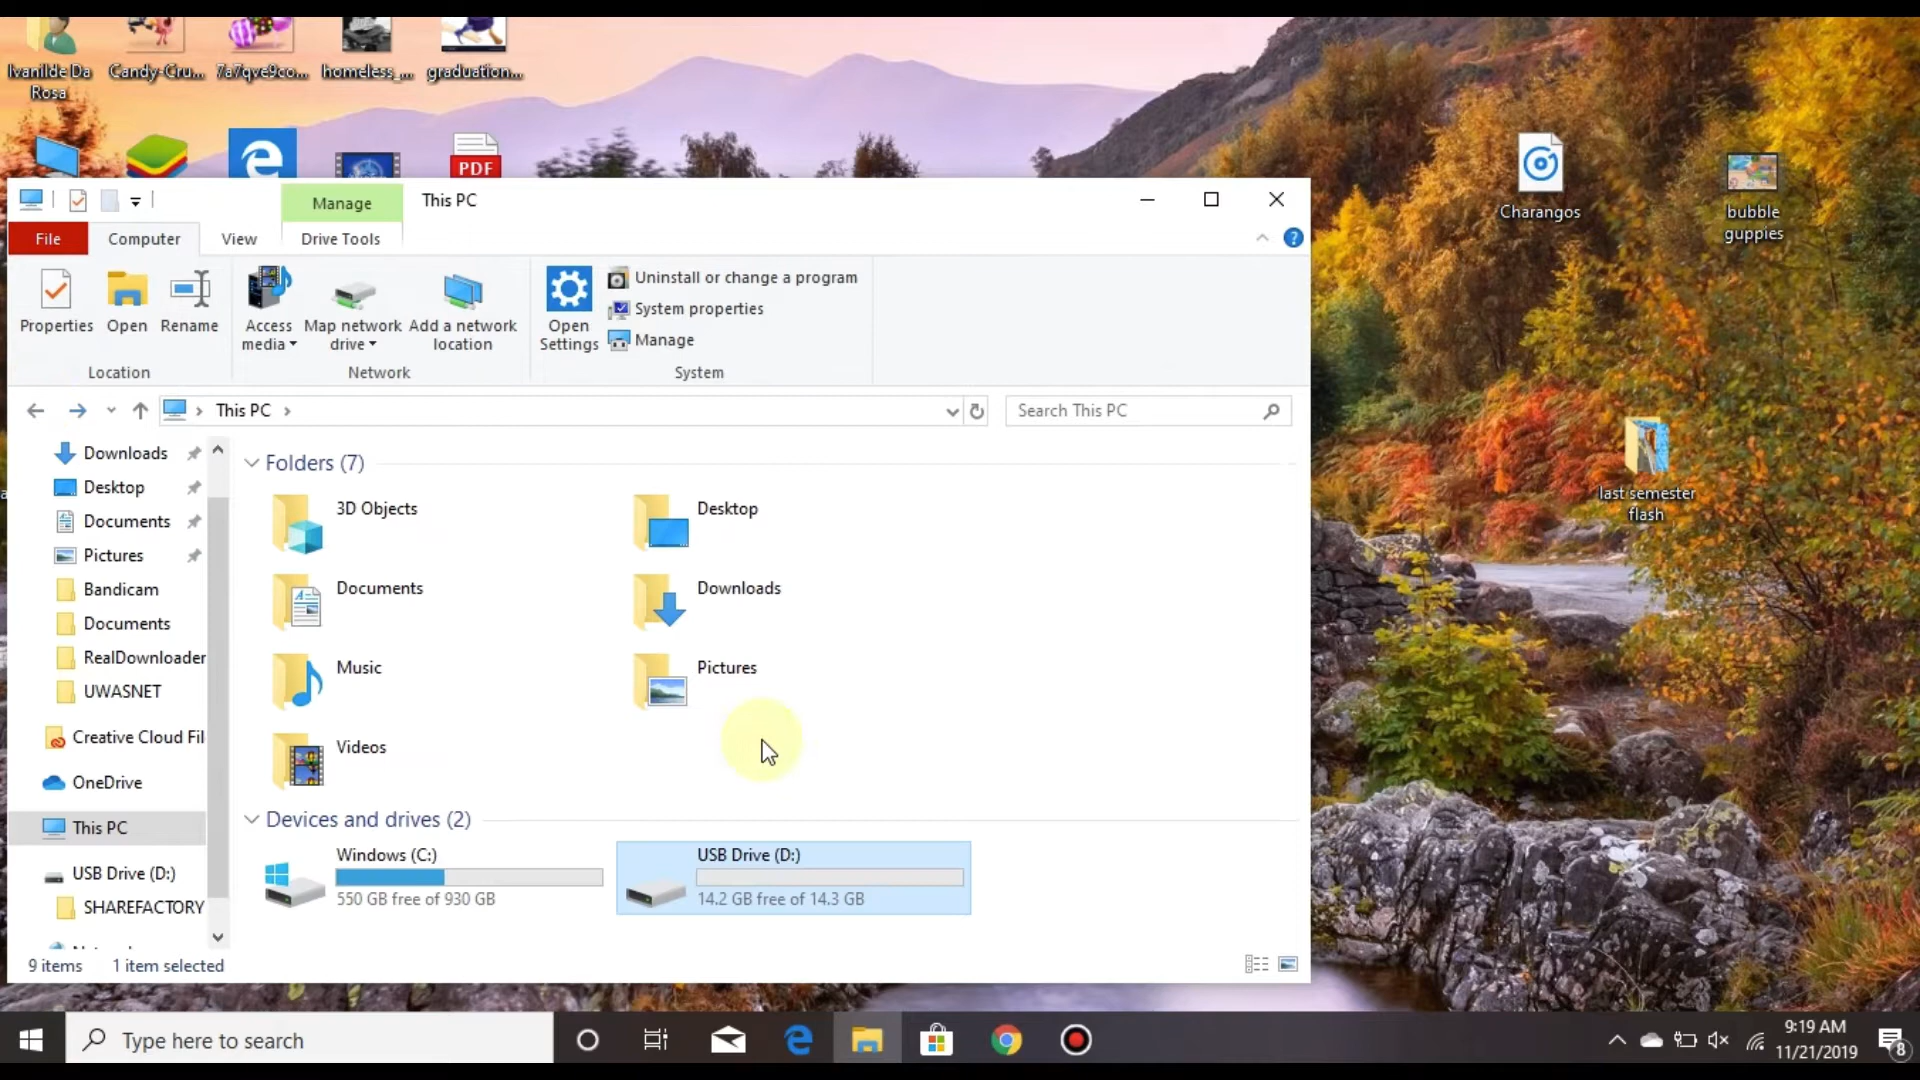 Ivanilde Da
Rosa
Candy-Cru...
7a7qve9co...
homeless_...
graduation...
PDF
Charangos
bubble
guppies
last semester
flash
Manage
This PC
File
Computer
View
Drive Tools
Properties
Open
Rename
Access
media
Map network
drive
Add a network
location
Open
Settings
Uninstall or change a program
System properties
Manage
Location
Network
System
This PC
Search This PC
Downloads
Desktop
Documents
Pictures
Bandicam
Documents
RealDownloader
UWASNET
Creative Cloud Fil
OneDrive
This PC
USB Drive (D:)
SHAREFACTORY
Folders (7)
3D Objects
Desktop
Documents
Downloads
Music
Pictures
Videos
Devices and drives (2)
Windows (C:)
550 GB free of 930 GB
USB Drive (D:)
14.2 GB free of 14.3 GB
9 items
1 item selected
Type here to search
9:19 AM
11/21/2019
8